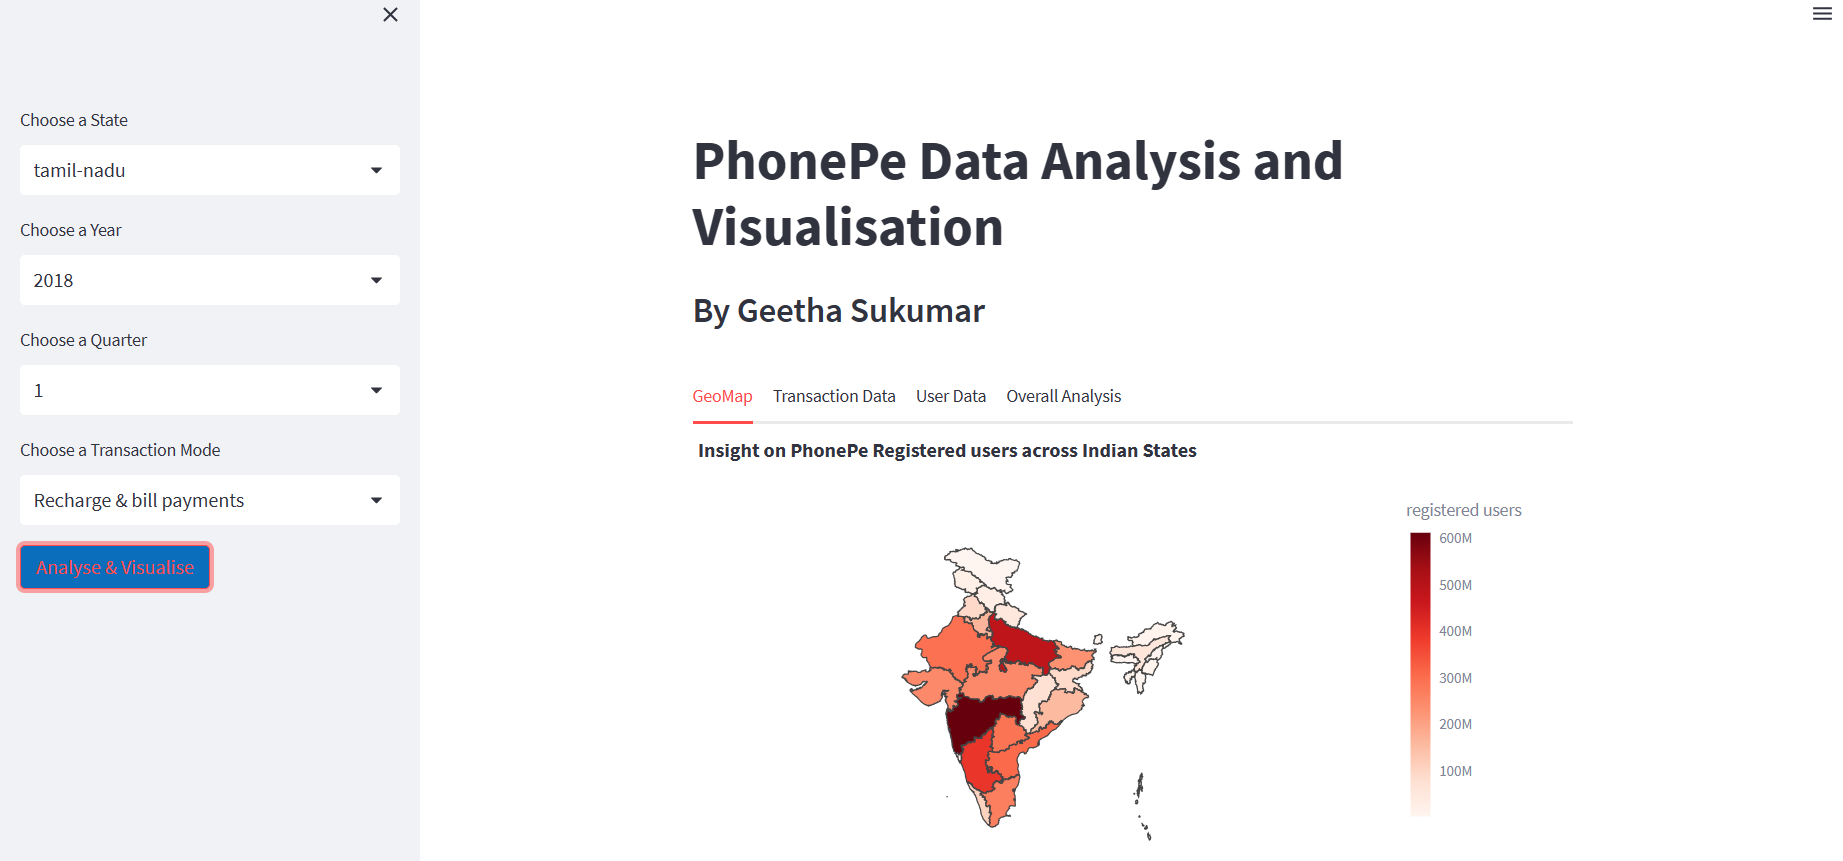 Choose a State
tamil-nadu
Choose a Year
2018
Choose a Quarter
1
Choose a Transaction Mode
Recharge & bill payments
Analyse & Visualise
PhonePe Data Analysis and
Visualisation
By Geetha Sukumar
GeoMap Transaction Data User Data Overall Analysis
Insight on PhonePe Registered users across Indian States
registered users
600M
500M
400M
300M
200M
100M